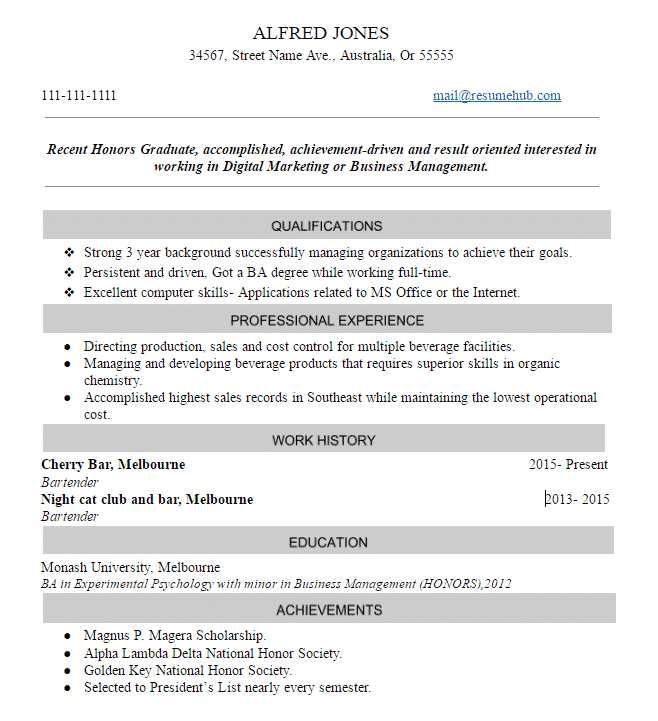 ALFRED JONES
34567, Street Name Ave., Australia, Or 55555
111-111-1111 mail@resumehub.com
Recent Honors Graduate, accomplished, achievement-driven and result oriented interested in
working in Digital Marketing or Business Management.
QUALIFICATIONS
❖ Strong 3 year background successfully managing organizations to achieve their goals.
❖ Persistent and driven, Got a BA degree while working full-time.
❖ Excellent computer skills- Applications related to MS Office or the Internet.
PROFESSIONAL EXPERIENCE
● Directing production, sales and cost control for multiple beverage facilities.
● Managing and developing beverage products that requires superior skills in organic
chemistry.
● Accomplished highest sales records in Southeast while maintaining the lowest operational
cost.
WORK HISTORY
Cherry Bar, Melbourne 2015- Present
Bartender
Night cat club and bar, Melbourne 2013- 2015
Bartender
EDUCATION
Monash University, Melbourne
BA in Experimental Psychology with minor in Business Management (HONORS),2012
ACHIEVEMENTS
● Magnus P. Magera Scholarship.
● Alpha Lambda Delta National Honor Society.
● Golden Key National Honor Society.
● Selected to President's List nearly every semester.